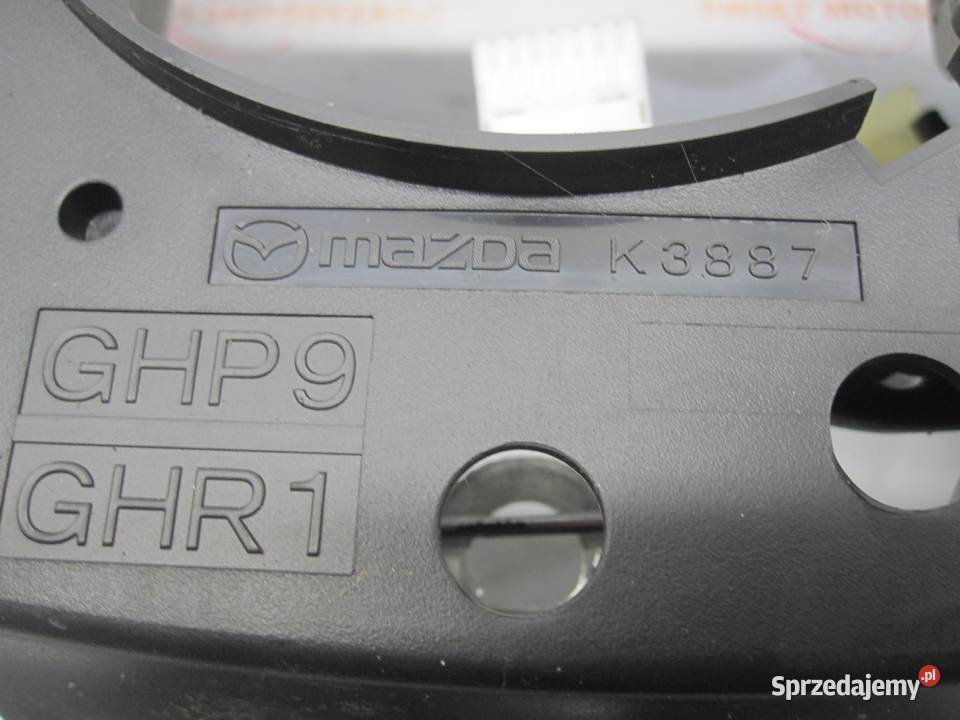 mazda K3887
GHP9
GHR1
Sprzedajemy.pl